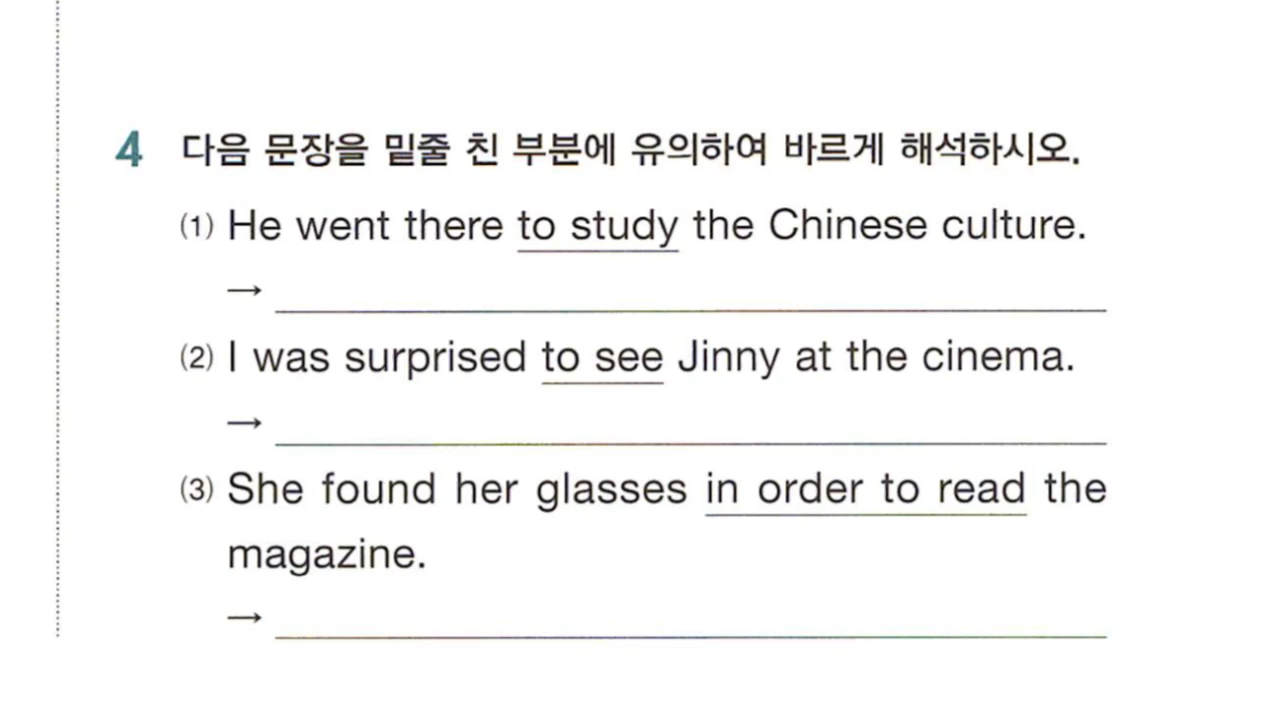 4 다음 문장을 밑줄 친 부분에 유의하여 바르게 해석하시오.
(1) He went there to study the Chinese culture.
→
(2) I was surprised to see Jinny at the cinema.
→
(3) She found her glasses in order to read the
magazine.
→